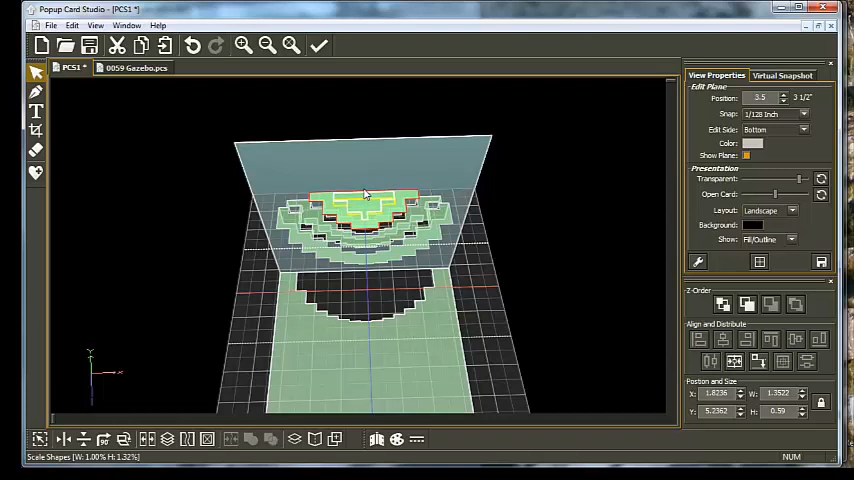 Popup Card Studio - [PCS1 *]
File Edit View Window Help
PCS1 * 0059 Gazebo.pcs
View Properties Virtual Snapshot
Edit Plane
Position: 3.5 3 1/2"
Snap: 1/128 Inch
Edit Side: Bottom
Color:
Show Plane:
Presentation
Transparent:
Open Card:
Layout: Landscape
Background:
Show: Fill/Outline
Z-Order
Align and Distribute
Postion and Size
X: 1.8236 W: 1.3522
Y: 5.2362 H: 0.59
Scale Shapes [W: 1.00% H: 1.32%] NUM